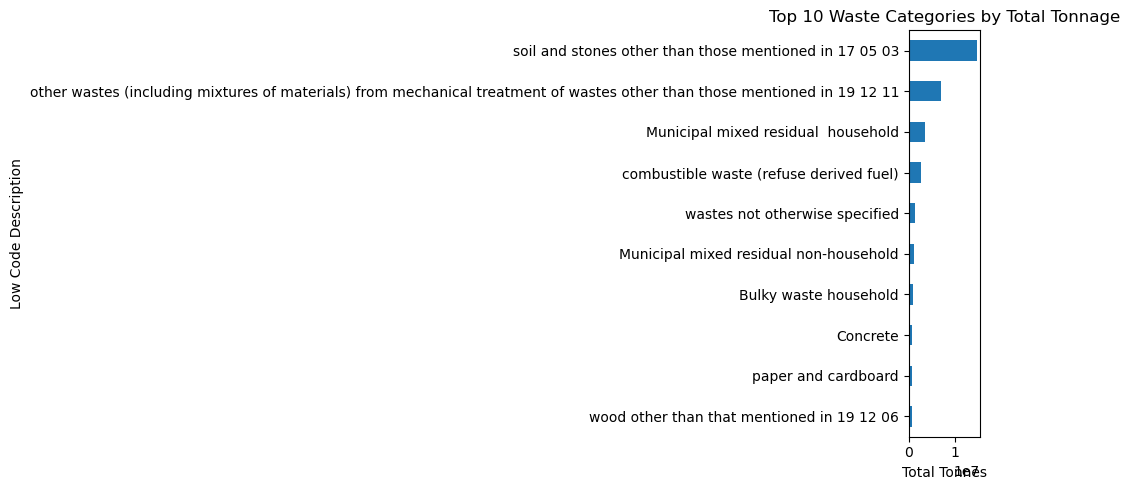 Top 10 Waste Categories by Total Tonnage
soil and stones other than those mentioned in 17 05 03
other wastes (including mixtures of materials) from mechanical treatment of wastes other than those mentioned in 19 12 11
Municipal mixed residual  household
combustible waste (refuse derived fuel)
wastes not otherwise specified
Municipal mixed residual non-household
Bulky waste household
Concrete
paper and cardboard
wood other than that mentioned in 19 12 06
Low Code Description
0 1
1e7
Total Tonnes